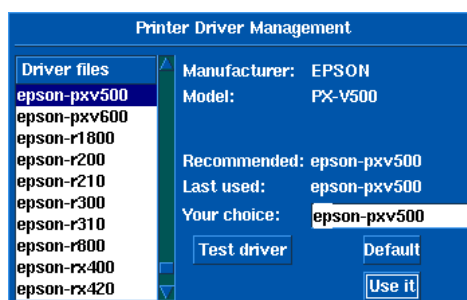 Printer Driver Management
Driver files
epson-pxv500
epson-pxv600
epson-r1800
epson-r200
epson-r210
epson-r300
epson-r310
epson-r800
epson-rx400
epson-rx420
Manufacturer: EPSON
Model: PX-V500
Recommended: epson-pxv500
Last used: epson-pxv500
Your choice: epson-pxv500
Test driver Default
Use it